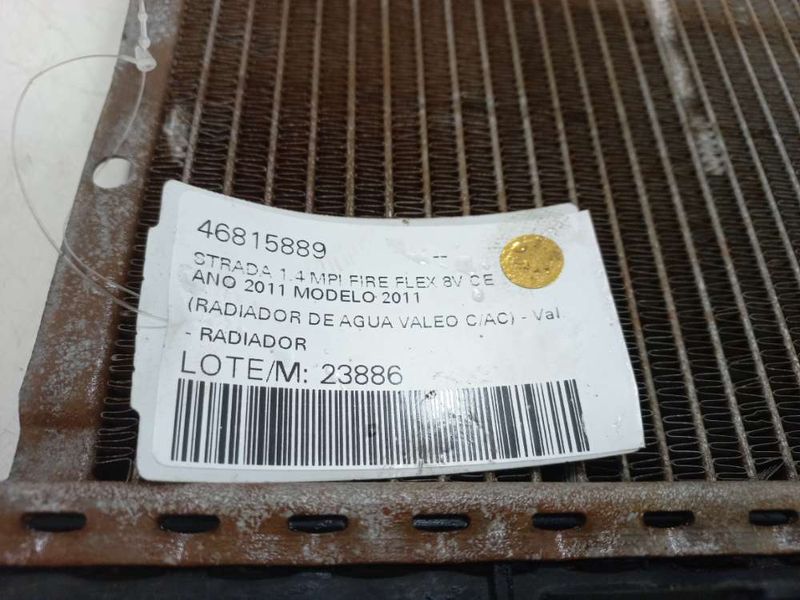 46815889 --
STRADA 1.4 MPI FIRE FLEX 8V CE
ANO 2011 MODELO 2011
(RADIADOR DE AGUA VALEO C/AC) - Val
- RADIADOR
LOTE/M: 23886